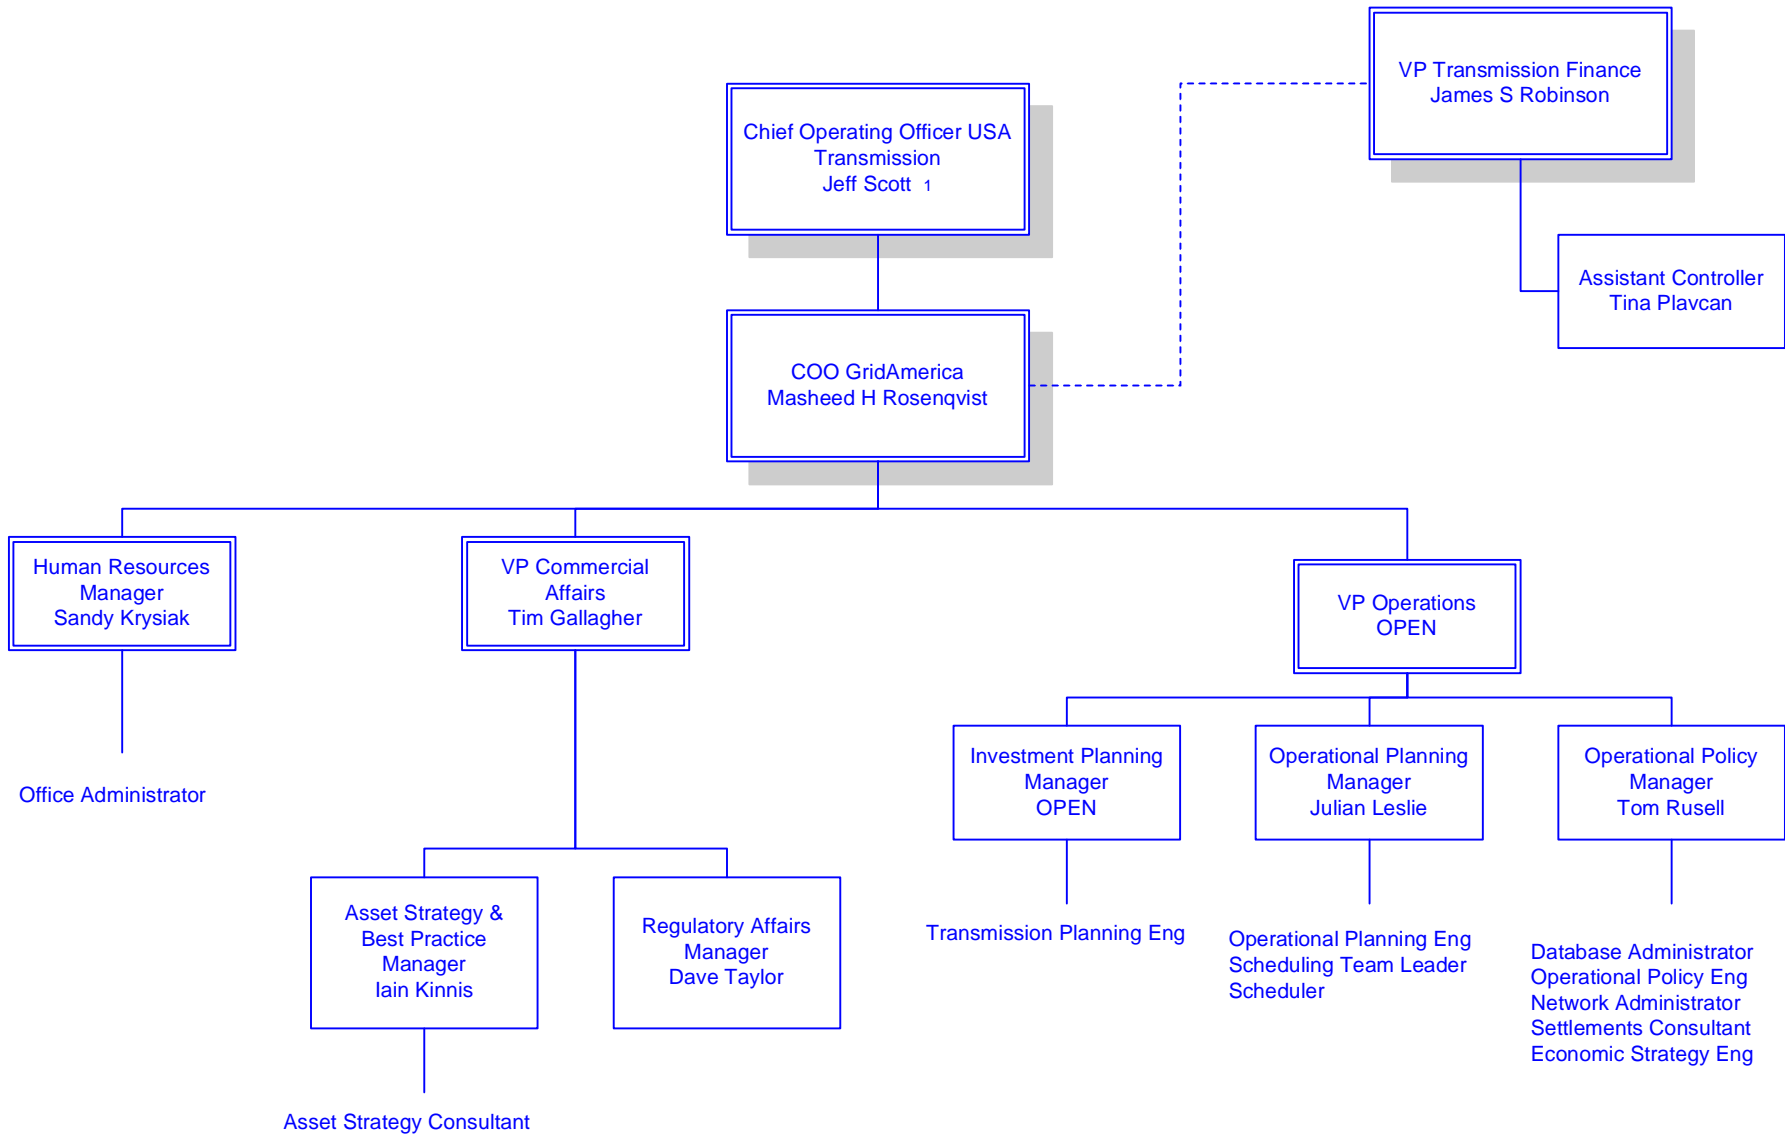 VP Transmission Finance
James S Robinson
Chief Operating Officer USA
Transmission
Jeff Scott 1
Assistant Controller
Tina Plavcan
COO GridAmerica
Masheed H Rosenqvist
Human Resources
Manager
Sandy Krysiak
VP Commercial
Affairs
Tim Gallagher
VP Operations
OPEN
Investment Planning
Manager
OPEN
Operational Planning
Manager
Julian Leslie
Operational Policy
Manager
Tom Rusell
Office Administrator
Asset Strategy &
Best Practice
Manager
Iain Kinnis
Regulatory Affairs
Manager
Dave Taylor
Transmission Planning Eng
Operational Planning Eng
Scheduling Team Leader
Scheduler
Database Administrator
Operational Policy Eng
Network Administrator
Settlements Consultant
Economic Strategy Eng
Asset Strategy Consultant